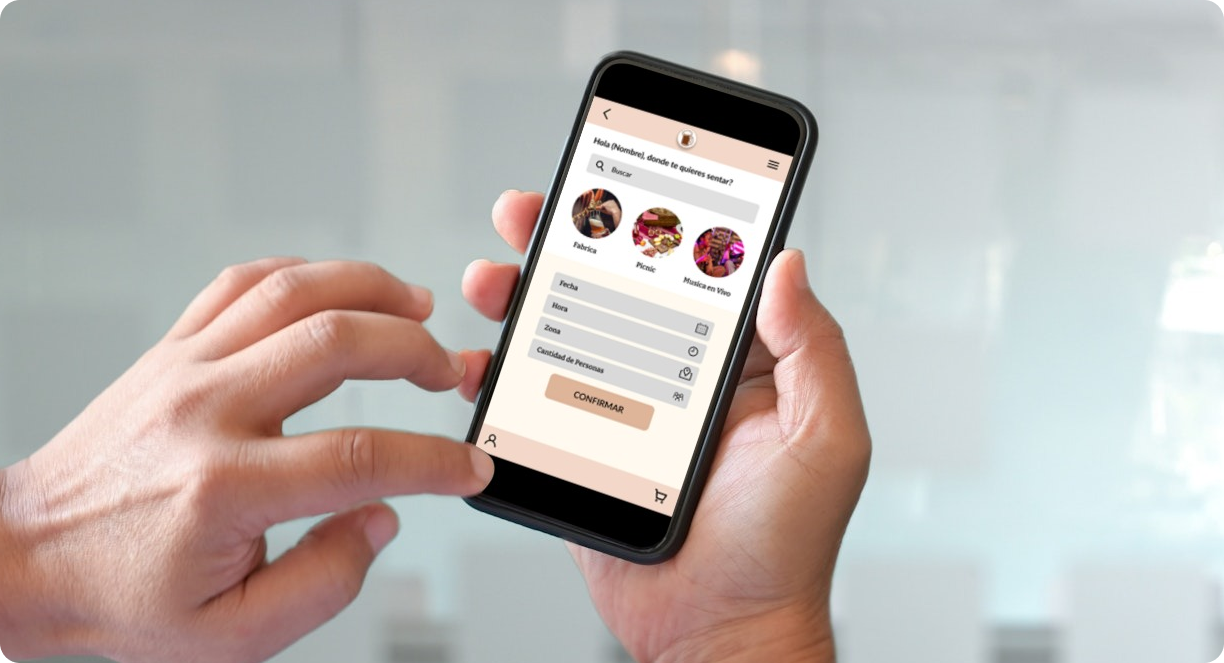 Hola (Nombre), donde te quieres sentar?
Buscar
Fabrica
Picnic
Musica en Vivo
Fecha
Hora
Zona
Cantidad de Personas
CONFIRMAR